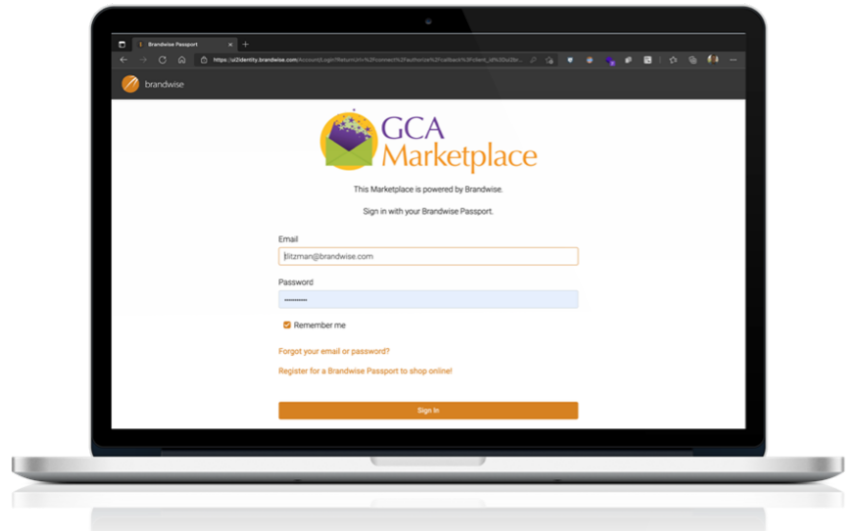 Brandwise Passport
brandwise
GCA
Marketplace
This Marketplace is powered by Brandwise.
Sign in with your Brandwise Passport.
Email
Password
Remember me
Forgot your email or password?
Register for a Brandwise Passport to shop online!
Sign In